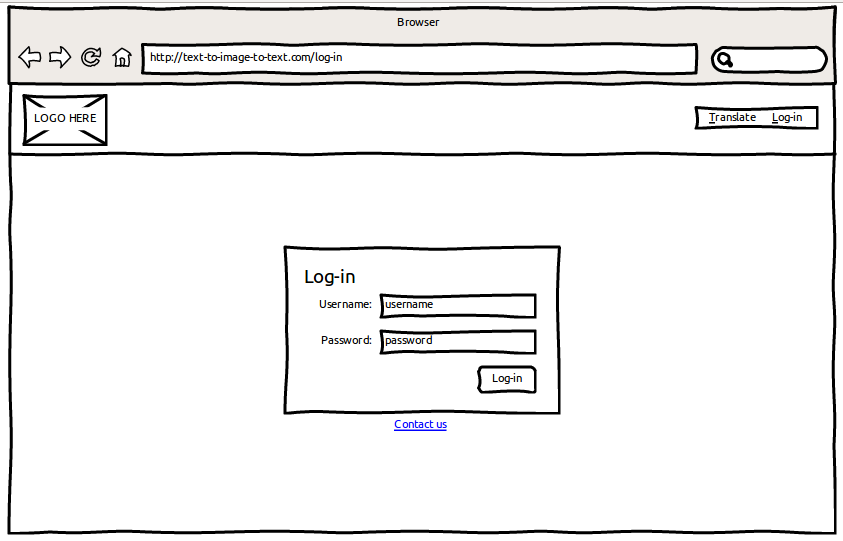 Browser
http://text-to-image-to-text.com/log-in
LOGO HERE
Translate Log-in
Log-in
Username: username
Password: password
Log-in
Contact us